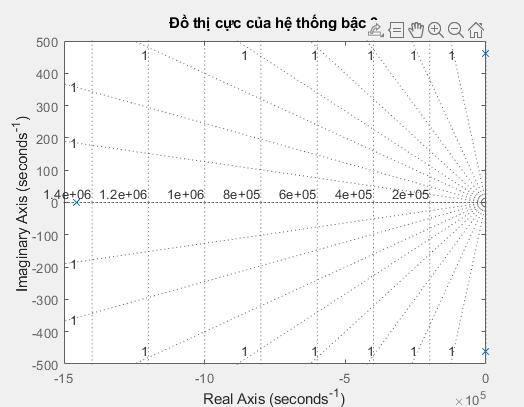 Đồ thị cực của hệ thống bậc
500
400
300
200
100
0
-100
-200
-300
-400
-500
Imaginary Axis (seconds⁻¹)
1 1 1 1 1 1
1
1
1.4e+06 1.2e+06 1e+06 8e+05 6e+05 4e+05 2e+05
1
1
1 1 1 1 1 1
-15 -10 -5 0
Real Axis (seconds⁻¹)
× 10⁵